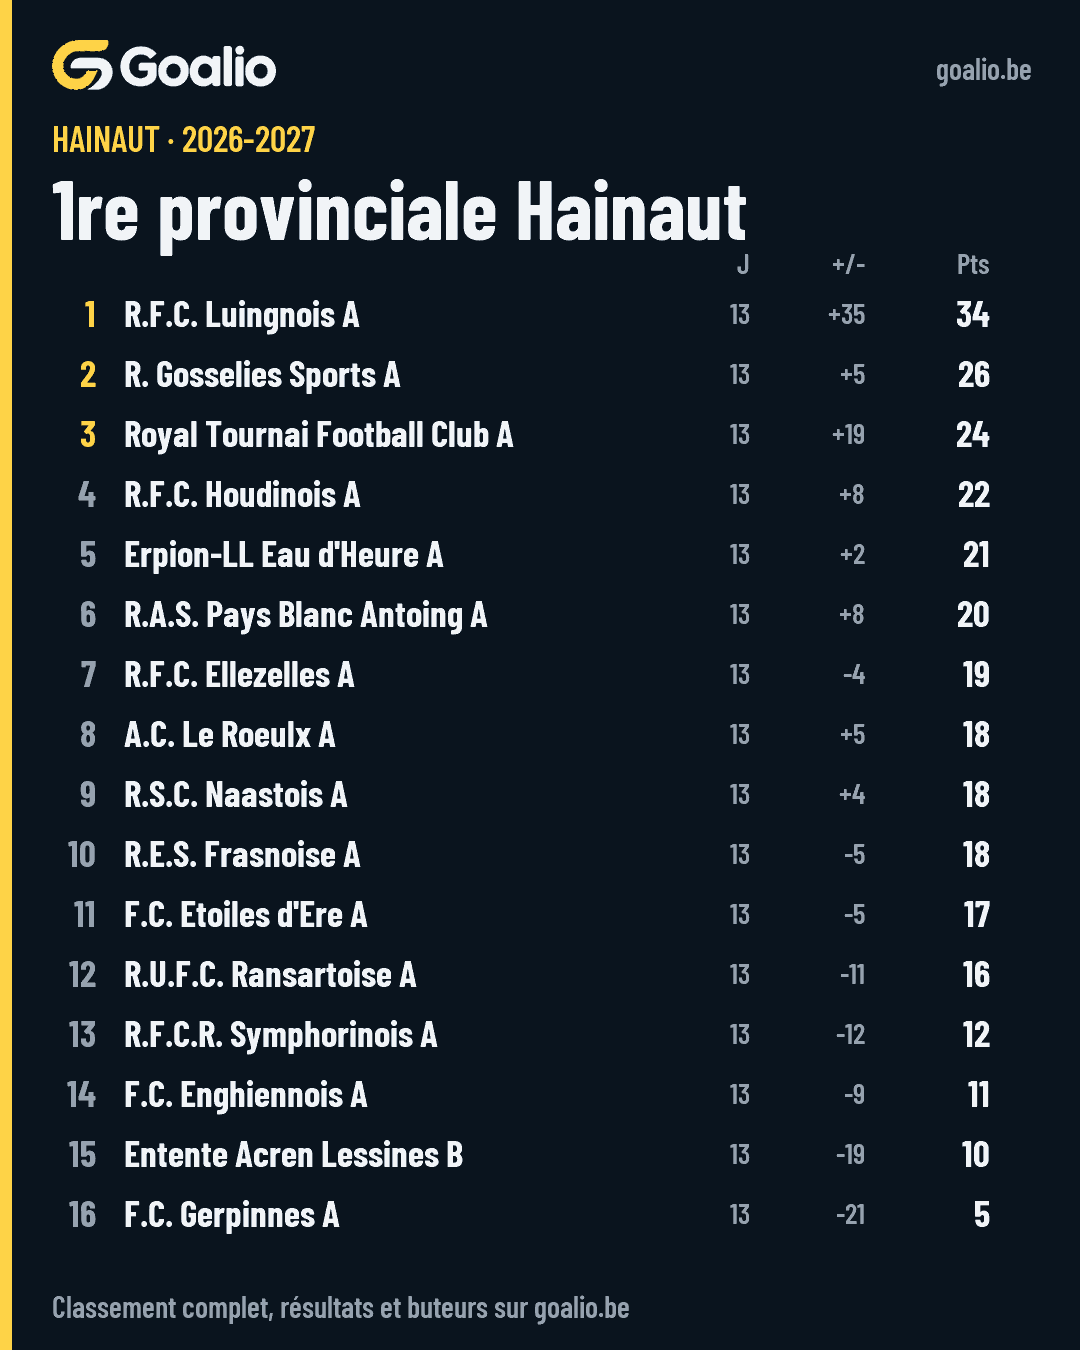 Goalio
goalio.be
HAINAUT · 2026-2027
1re provinciale Hainaut
J +/- Pts
1 R.F.C. Luingnois A 13 +35 34
2 R. Gosselies Sports A 13 +5 26
3 Royal Tournai Football Club A 13 +19 24
4 R.F.C. Houdinois A 13 +8 22
5 Erpion-LL Eau d'Heure A 13 +2 21
6 R.A.S. Pays Blanc Antoing A 13 +8 20
7 R.F.C. Ellezelles A 13 -4 19
8 A.C. Le Roeulx A 13 +5 18
9 R.S.C. Naastois A 13 +4 18
10 R.E.S. Frasnoise A 13 -5 18
11 F.C. Etoiles d'Ere A 13 -5 17
12 R.U.F.C. Ransartoise A 13 -11 16
13 R.F.C.R. Symphorinois A 13 -12 12
14 F.C. Enghiennois A 13 -9 11
15 Entente Acren Lessines B 13 -19 10
16 F.C. Gerpinnes A 13 -21 5
Classement complet, résultats et buteurs sur goalio.be